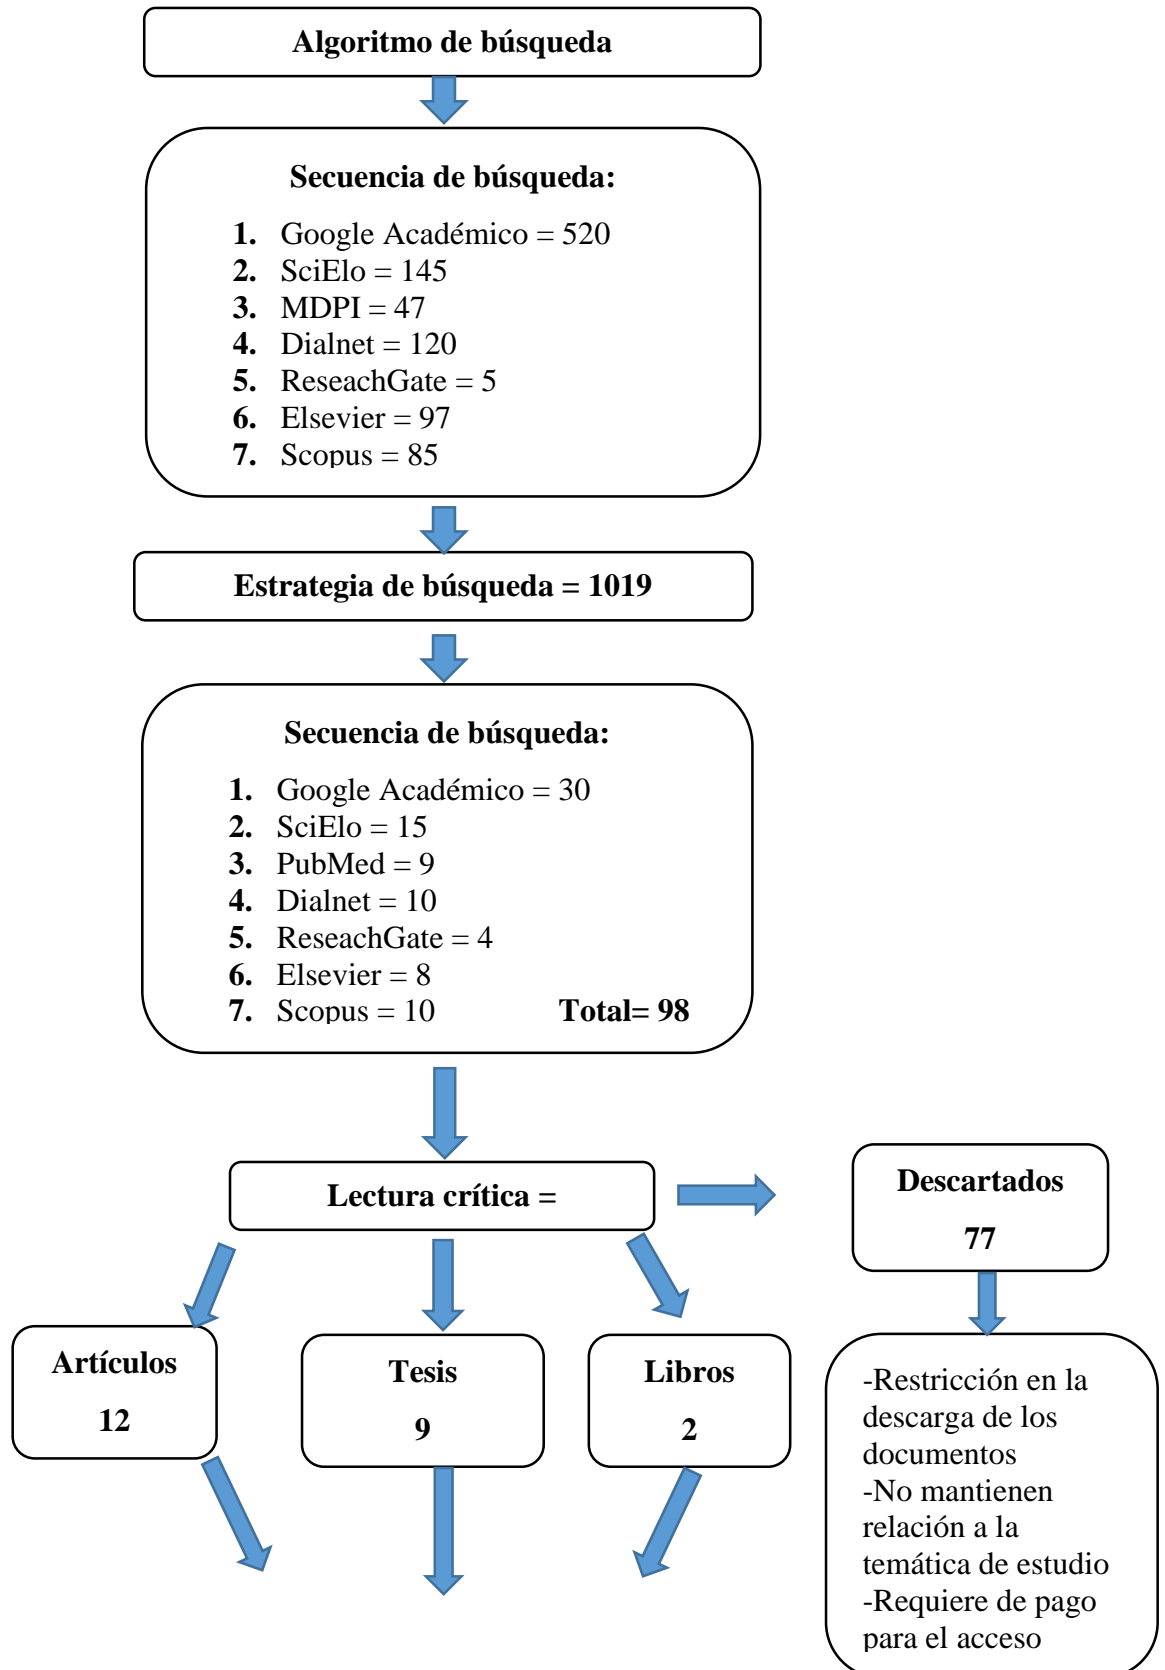 Algoritmo de búsqueda
Secuencia de búsqueda:
1. Google Académico = 520
2. SciElo = 145
3. MDPI = 47
4. Dialnet = 120
5. ReseachGate = 5
6. Elsevier = 97
7. Scopus = 85
Estrategia de búsqueda = 1019
Secuencia de búsqueda:
1. Google Académico = 30
2. SciElo = 15
3. PubMed = 9
4. Dialnet = 10
5. ReseachGate = 4
6. Elsevier = 8
7. Scopus = 10 Total= 98
Lectura crítica =
Descartados
77
Artículos
12
Tesis
9
Libros
2
-Restricción en la
descarga de los
documentos
-No mantienen
relación a la
temática de estudio
-Requiere de pago
para el acceso